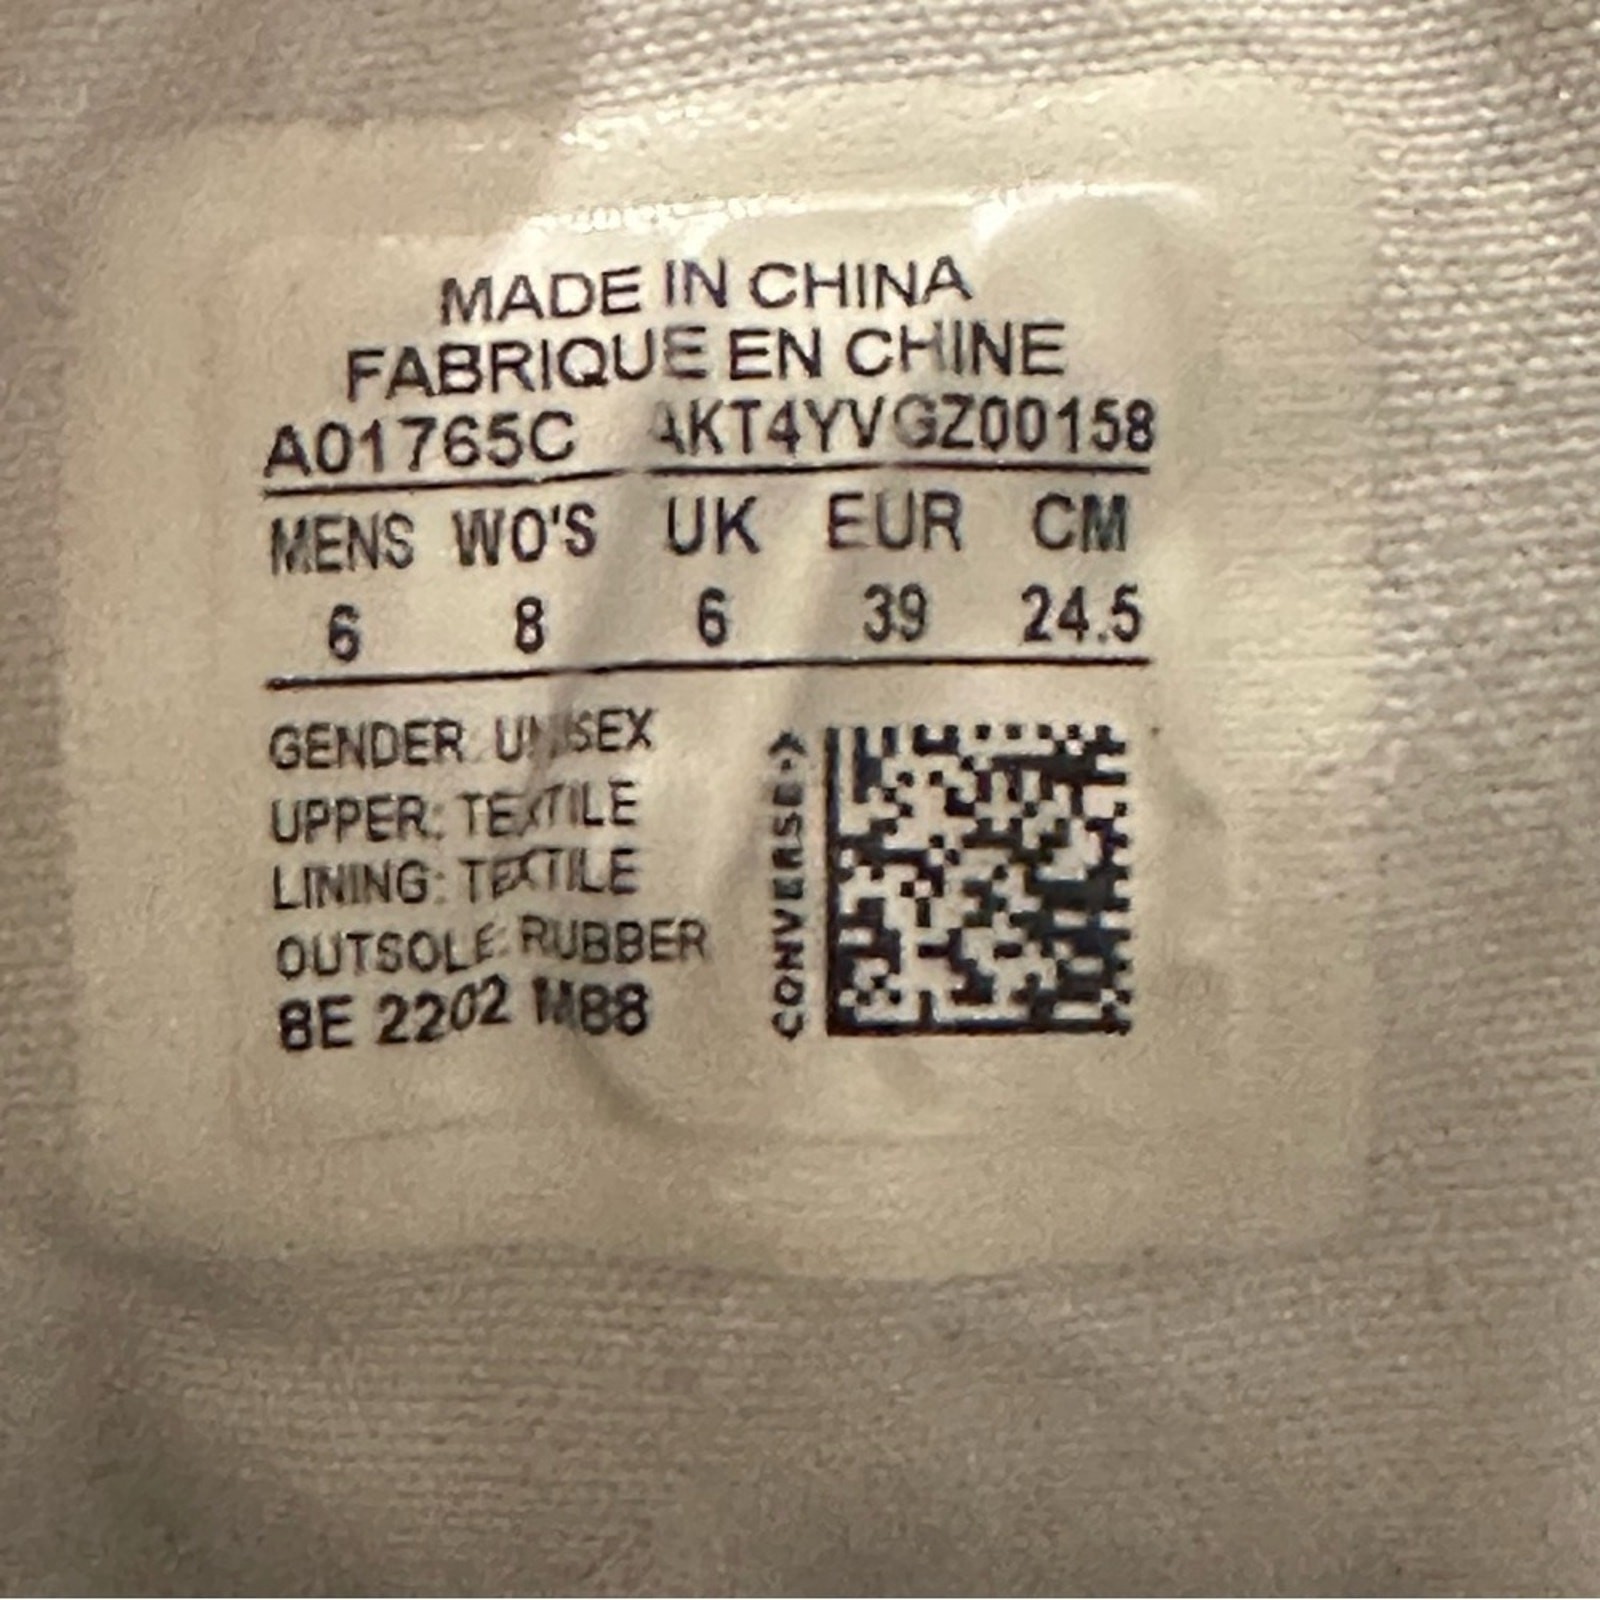 MADE IN CHINA
FABRIQUE EN CHINE
A01765C AKT4YVGZ00158
MENS WO'S UK EUR CM
6 8 6 39 24.5
GENDER: UNISEX
UPPER: TEXTILE
LINING: TEXTILE
OUTSOLE: RUBBER
8E 2202 M88
CONVERSE